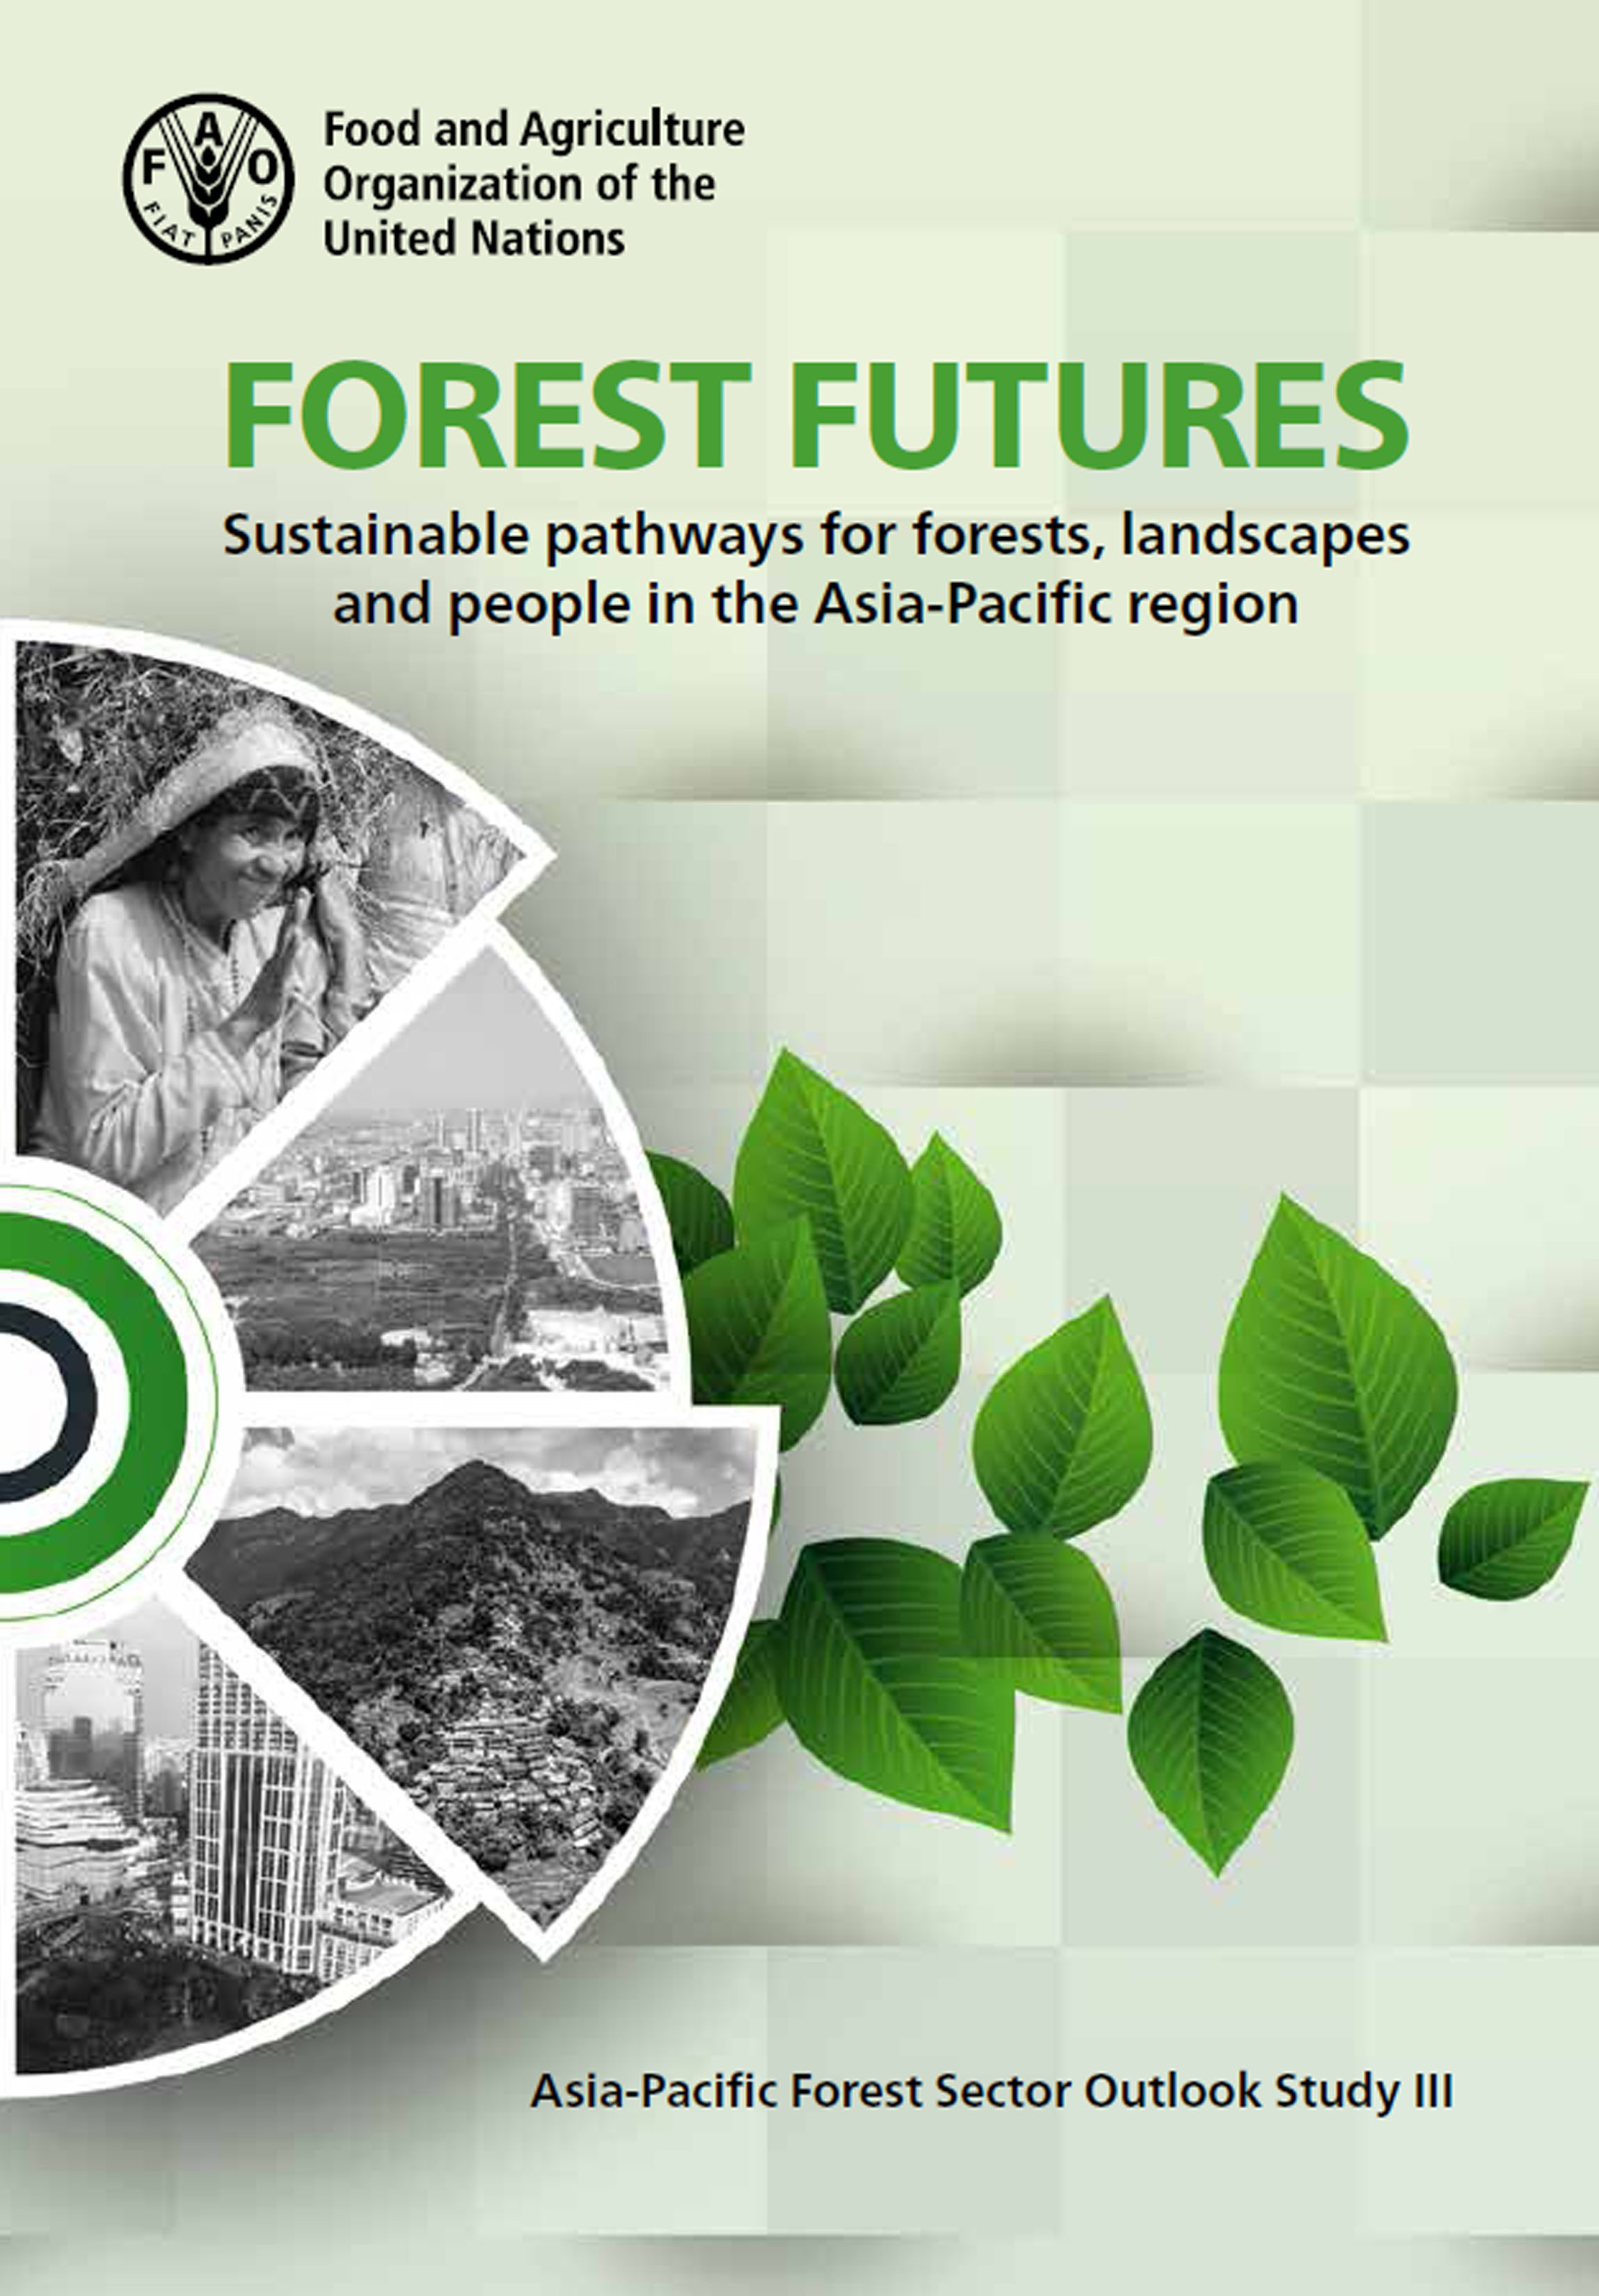 F A O
FIAT PANIS
Food and Agriculture
Organization of the
United Nations
FOREST FUTURES
Sustainable pathways for forests, landscapes
and people in the Asia-Pacific region
Asia-Pacific Forest Sector Outlook Study III